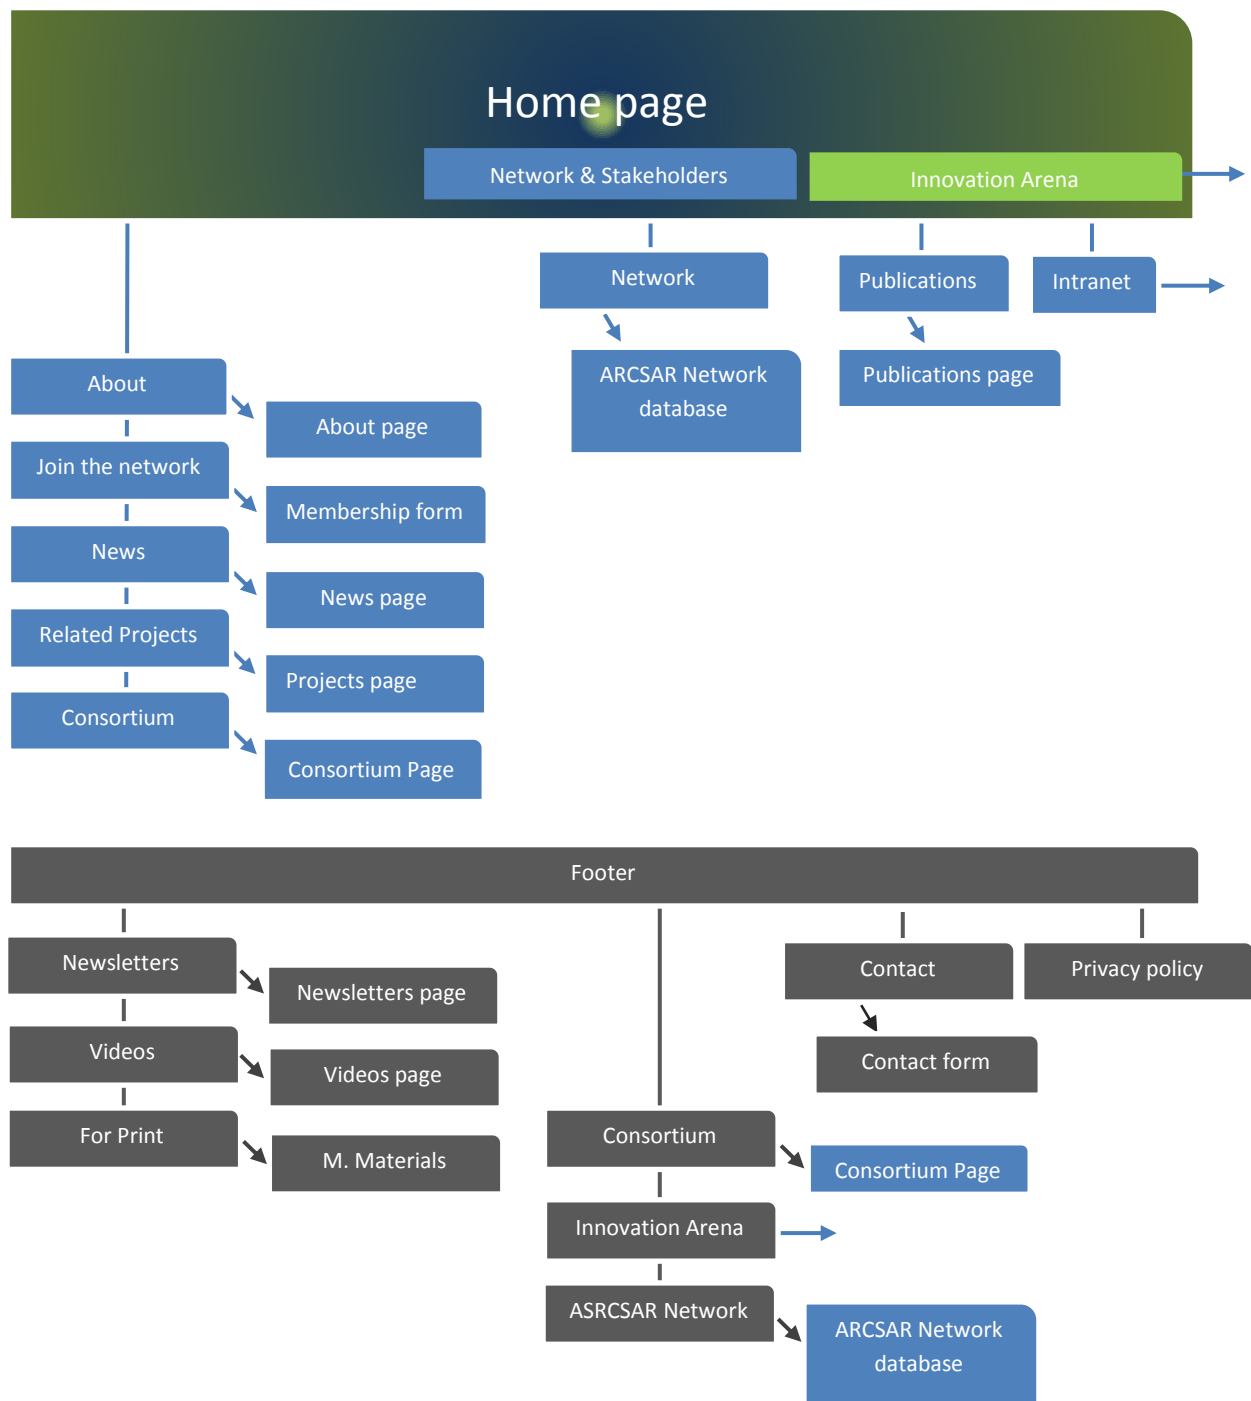 Home page
Network & Stakeholders
Innovation Arena
Network
Publications
Intranet
ARCSAR Network
database
Publications page
About
About page
Join the network
Membership form
News
News page
Related Projects
Projects page
Consortium
Consortium Page
Footer
Newsletters
Newsletters page
Videos
Videos page
For Print
M. Materials
Contact
Privacy policy
Contact form
Consortium
Consortium Page
Innovation Arena
ASRCSAR Network
ARCSAR Network
database